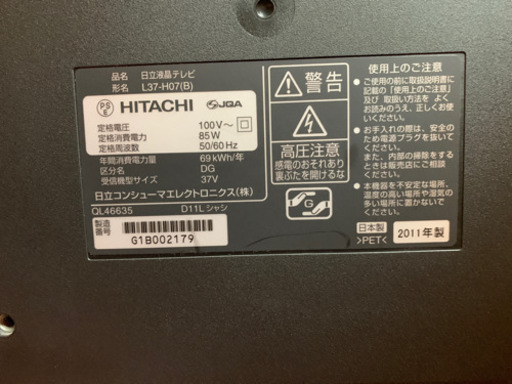 品名 日立液晶テレビ
形名 L37-H07(B)
PS
E
HITACHI JQA
定格電圧 100V～
定格消費電力 85W
定格周波数 50/60Hz
年間消費電力量 69kWh/年
区分名 DG
受信機型サイズ 37V
日立コンシューマエレクトロニクス(株)
QL46635 D11Lシャシ
製造
番号
G1B002179
警告
高圧注意
感電のおそれあり
裏ぶたを開けるな
G
使用上のご注意
●ご使用の前に取扱説明書に
記載の「使用上のご注意」
及び 取扱い方法を よく
お読みのうえ、正しくお使
いください。
●お手入れの際は、安全の
ため電源プラグを抜く。
また、内部の掃除をする
ときは販売店にご相談
ください。
●本機器を不安定な場所、
温度の高い場所や湿気の
多い場所に置かないで
ください。
日本製
>PET<
2011年製